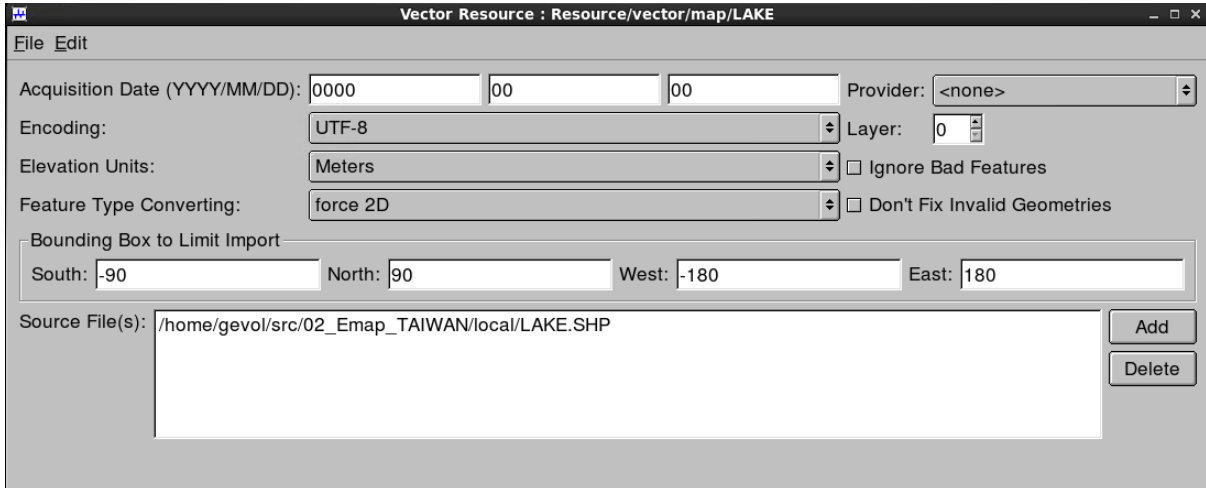 Vector Resource : Resource/vector/map/LAKE
File Edit
Acquisition Date (YYYY/MM/DD): 0000 00 00 Provider: <none>
Encoding: UTF-8 Layer: 0
Elevation Units: Meters Ignore Bad Features
Feature Type Converting: force 2D Don't Fix Invalid Geometries
Bounding Box to Limit Import
South: -90 North: 90 West: -180 East: 180
Source File(s): /home/gevol/src/02_Emap_TAIWAN/local/LAKE.SHP Add
Delete